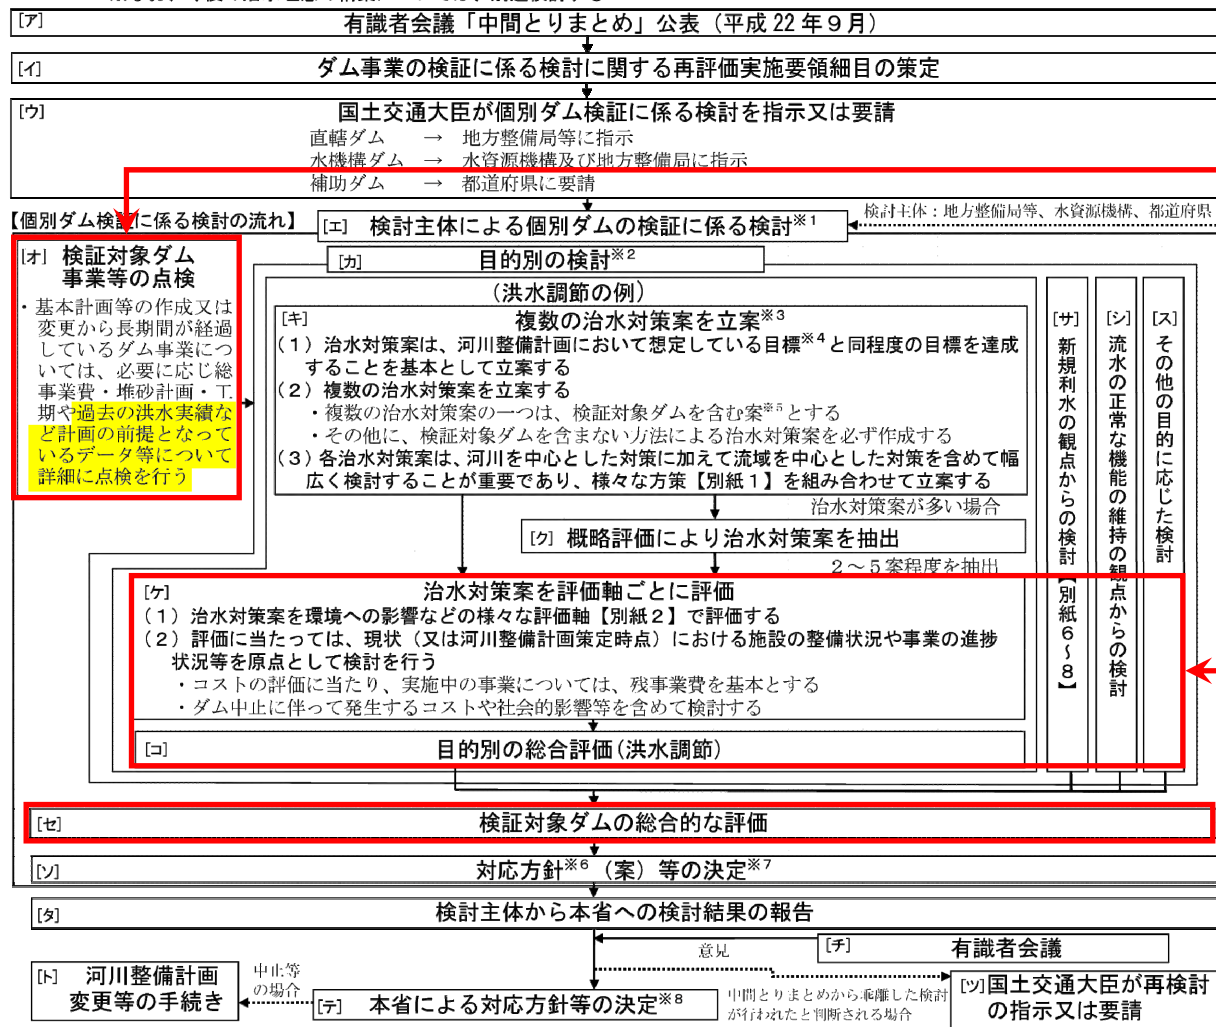 [ア] 有識者会議「中間とりまとめ」公表（平成 22 年９月）
[イ] ダム事業の検証に係る検討に関する再評価実施要領細目の策定
[ウ] 国土交通大臣が個別ダム検証に係る検討を指示又は要請
直轄ダム → 地方整備局等に指示
水機構ダム → 水資源機構及び地方整備局に指示
補助ダム → 都道府県に要請
【個別ダム検証に係る検討の流れ】
[エ] 検討主体による個別ダムの検証に係る検討※1
検討主体：地方整備局等、水資源機構、都道府県
[オ] 検証対象ダム
事業等の点検
・基本計画等の作成又は
変更から長期間が経過
しているダム事業につ
いては、必要に応じ総
事業費・堆砂計画・工
期や過去の洪水実績な
ど計画の前提となって
いるデータ等について
詳細に点検を行う
[カ] 目的別の検討※2
(洪水調節の例)
[キ] 複数の治水対策案を立案※3
(１) 治水対策案は、河川整備計画において想定している目標※4と同程度の目標を達成
することを基本として立案する
(２) 複数の治水対策案を立案する
・複数の治水対策案の一つは、検証対象ダムを含む案※5とする
・その他に、検証対象ダムを含まない方法による治水対策案を必ず作成する
(３) 各治水対策案は、河川を中心とした対策に加えて流域を中心とした対策を含めて幅
広く検討することが重要であり、様々な方策【別紙１】を組み合わせて立案する
治水対策案が多い場合
[ク] 概略評価により治水対策案を抽出
２～５案程度を抽出
[ケ] 治水対策案を評価軸ごとに評価
(１) 治水対策案を環境への影響などの様々な評価軸【別紙２】で評価する
(２) 評価に当たっては、現状（又は河川整備計画策定時点）における施設の整備状況や事業の進捗
状況等を原点として検討を行う
・コストの評価に当たり、実施中の事業については、残事業費を基本とする
・ダム中止に伴って発生するコストや社会的影響等を含めて検討する
[コ] 目的別の総合評価(洪水調節)
[サ] 新規利水の観点からの検討【別紙６～８】
[シ] 流水の正常な機能の維持の観点からの検討
[ス] その他の目的に応じた検討
[セ] 検証対象ダムの総合的な評価
[ソ] 対応方針※6（案）等の決定※7
[タ] 検討主体から本省への検討結果の報告
意見
[チ] 有識者会議
[ト] 河川整備計画
変更等の手続き
中止等
の場合
[テ] 本省による対応方針等の決定※8
中間とりまとめから乖離した検討
が行われたと判断される場合
[ツ]国土交通大臣が再検討
の指示又は要請